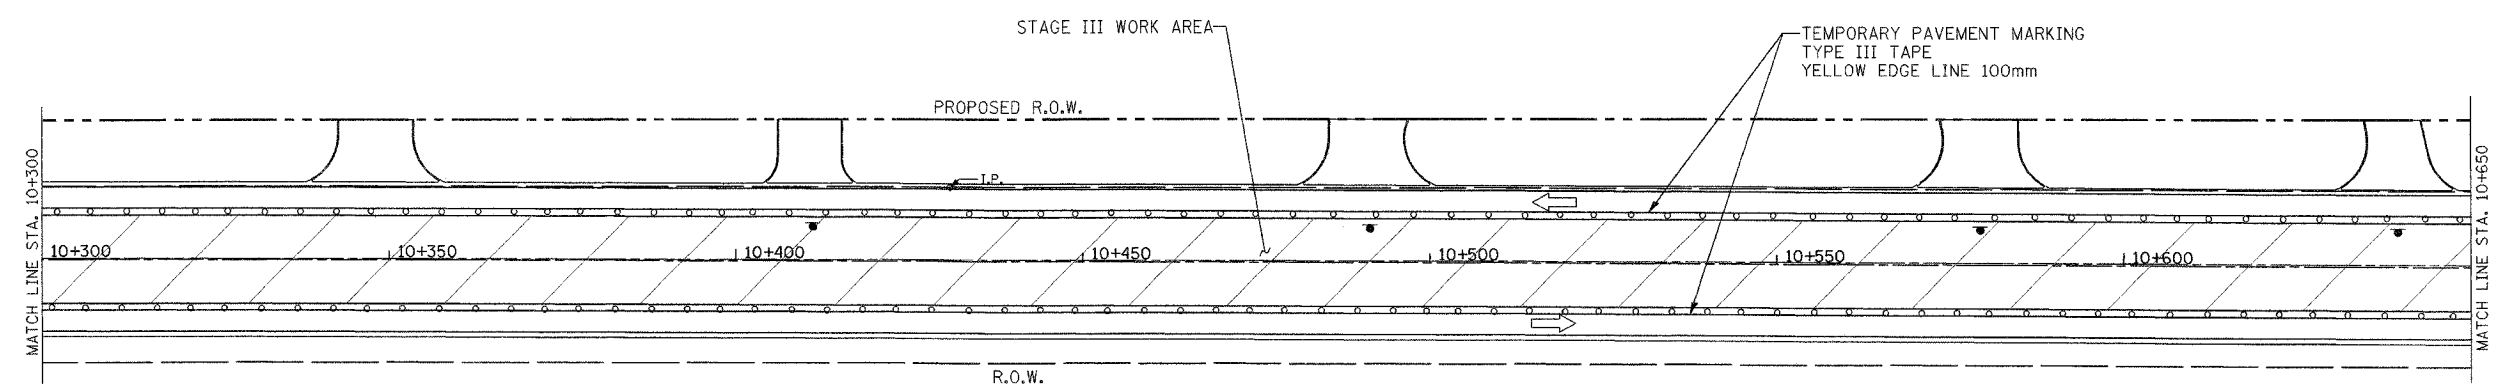 STAGE III WORK AREA
TEMPORARY PAVEMENT MARKING
TYPE III TAPE
YELLOW EDGE LINE 100mm
PROPOSED R.O.W.
MATCH LINE STA. 10+300
I.P.
10+300
10+350
10+400
10+450
10+500
10+550
10+600
MATCH LINE STA. 10+650
R.O.W.